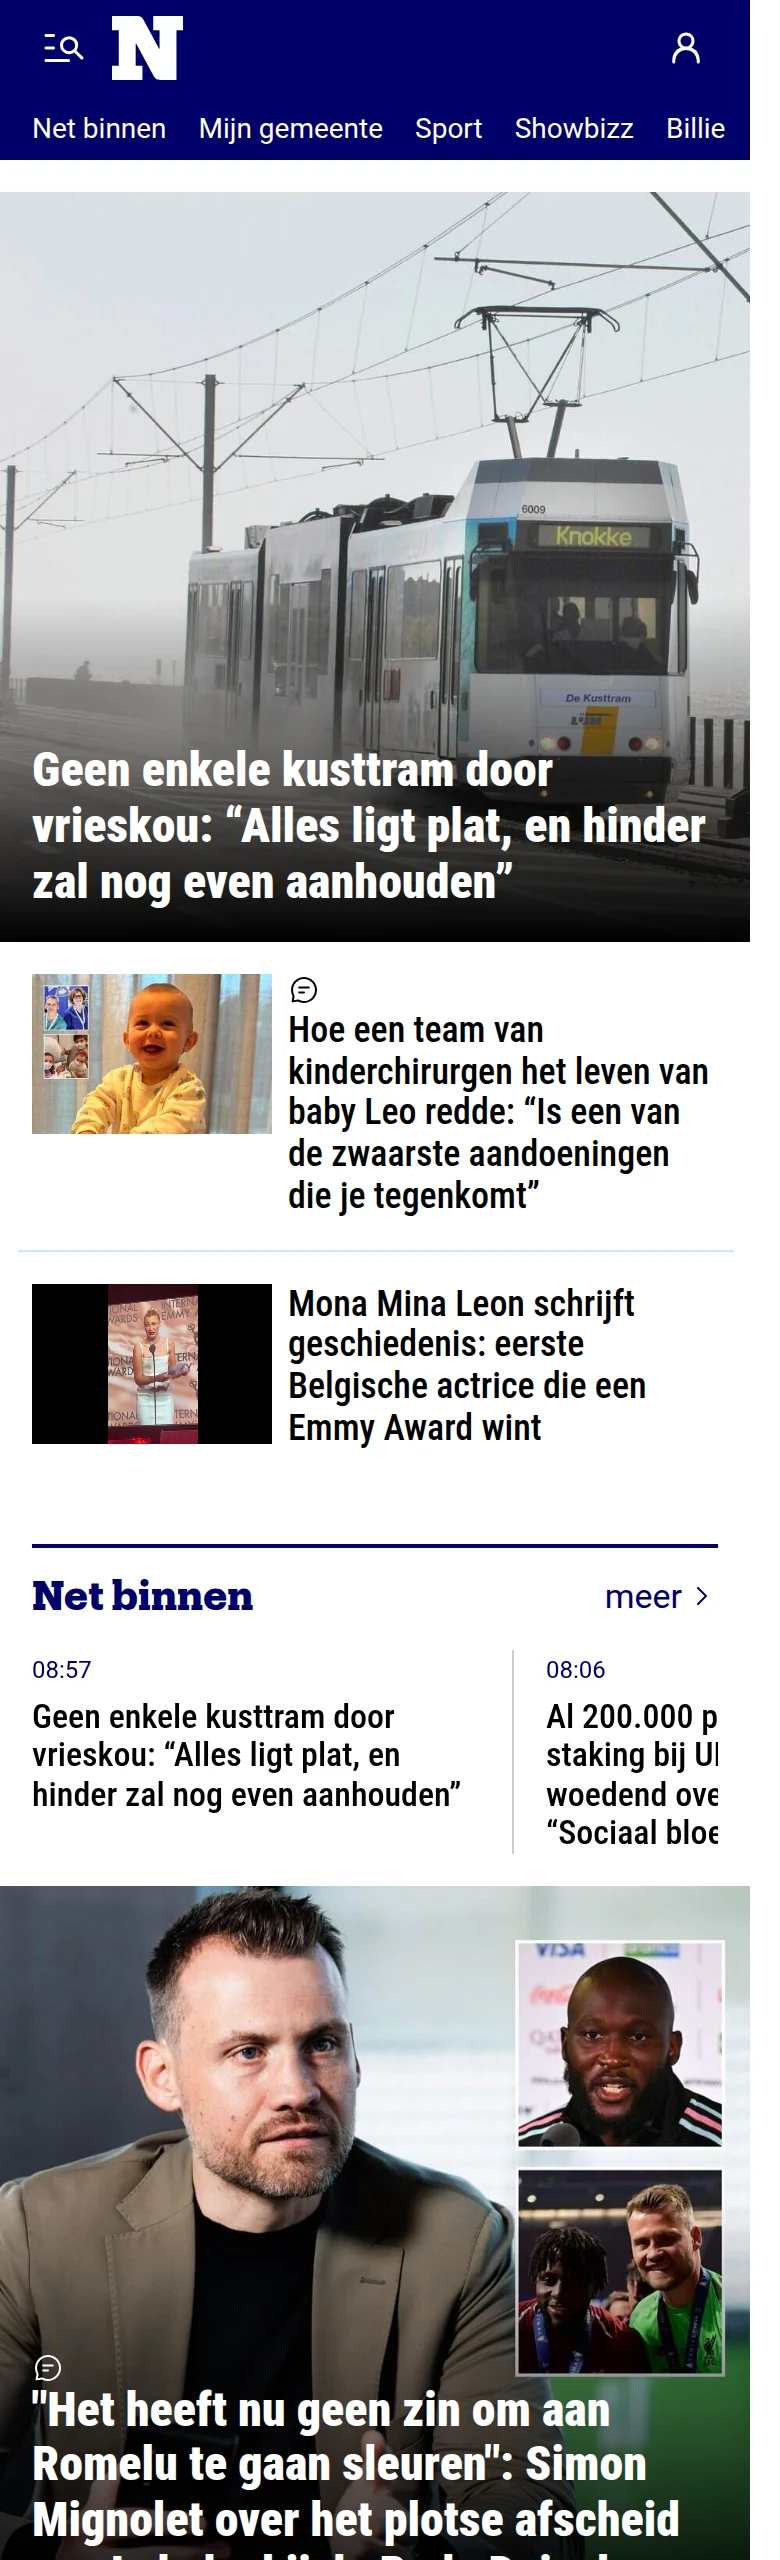 N
Net binnen Mijn gemeente Sport Showbizz Billie
6009
Knokke
De Kusttram
Geen enkele kusttram door
vrieskou: “Alles ligt plat, en hinder
zal nog even aanhouden”
Hoe een team van
kinderchirurgen het leven van
baby Leo redde: “Is een van
de zwaarste aandoeningen
die je tegenkomt”
Mona Mina Leon schrijft
geschiedenis: eerste
Belgische actrice die een
Emmy Award wint
Net binnen
meer
08:57
Geen enkele kusttram door
vrieskou: “Alles ligt plat, en
hinder zal nog even aanhouden”
08:06
Al 200.000 p
staking bij
woedend ove
“Sociaal bloe
VISA
"Het heeft nu geen zin om aan
Romelu te gaan sleuren": Simon
Mignolet over het plotse afscheid